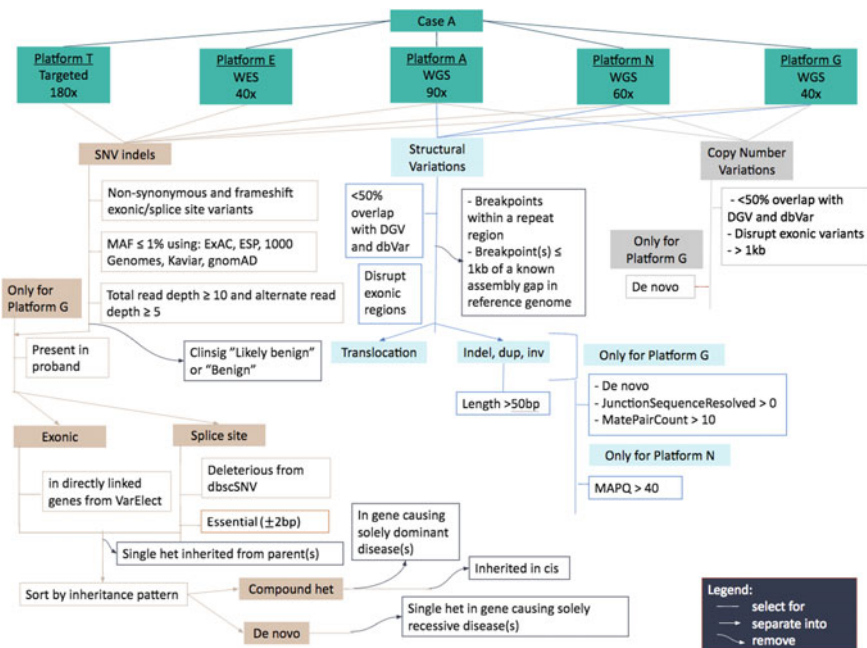 Case A
Platform T
Targeted
180x
Platform E
WES
40x
Platform A
WGS
90x
Platform N
WGS
60x
Platform G
WGS
40x
SNV indels
Structural
Variations
Copy Number
Variations
Non-synonymous and frameshift
exonic/splice site
variants
MAF ≤ 1% using: ExAC, ESP, 1000
Genomes, Kaviar, gnomAD
Only for
Platform G
Total read depth ≥ 10 and alternate read
depth ≥ 5
Present in
proband
Clinsig "Likely benign"
or "Benign"
<50%
overlap
with DGV
and dbVar
Disrupt
exonic
regions
- Breakpoints
within a repeat
region
- Breakpoint(s) ≤
1kb of a known
assembly gap in
reference genome
- <50% overlap with
DGV and dbVar
- Disrupt exonic variants
- > 1kb
Only for
Platform G
De novo
Translocation
Indel, dup, inv
Length >50bp
Only for Platform G
- De novo
- JunctionSequenceResolved > 0
- MatePairCount > 10
Only for Platform N
MAPQ > 40
Exonic
Splice site
in directly linked
genes from VarElect
Deleterious from
dbscSNV
Essential (±2bp)
Single het inherited from parent(s)
Sort by inheritance pattern
Compound het
De novo
In gene causing
solely dominant
disease(s)
Inherited in cis
Single het in gene causing solely
recessive disease(s)
Legend:
select for
separate into
remove